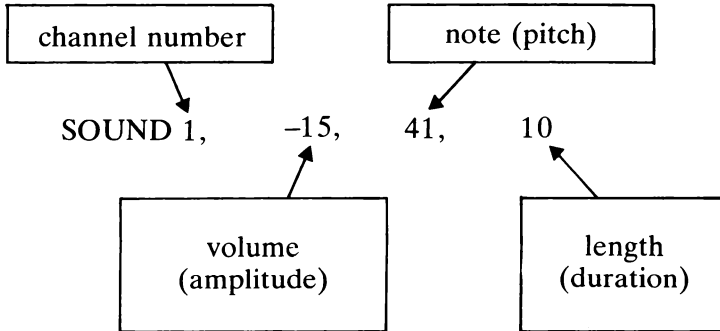 channel number
note (pitch)
SOUND 1, –15, 41, 10
volume
(amplitude)
length
(duration)